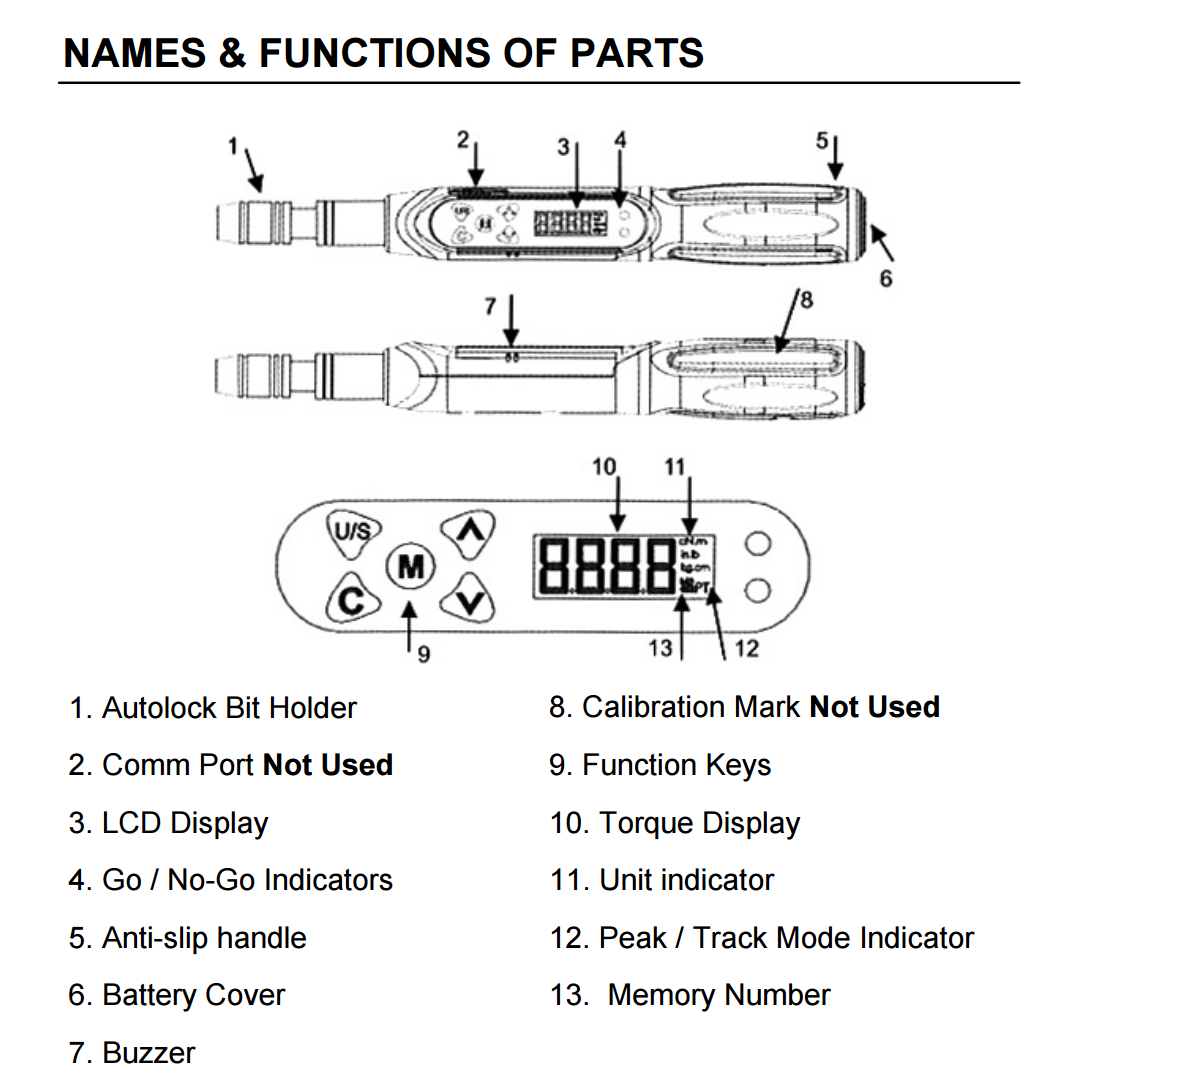 NAMES & FUNCTIONS OF PARTS
1
2
3
4
5
U/S
M
C
6
7
8
10
11
U/S
M
C
cN.m
in.b
kg.cm
PT
9
13
12
1. Autolock Bit Holder
2. Comm Port Not Used
3. LCD Display
4. Go / No-Go Indicators
5. Anti-slip handle
6. Battery Cover
7. Buzzer
8. Calibration Mark Not Used
9. Function Keys
10. Torque Display
11. Unit indicator
12. Peak / Track Mode Indicator
13. Memory Number